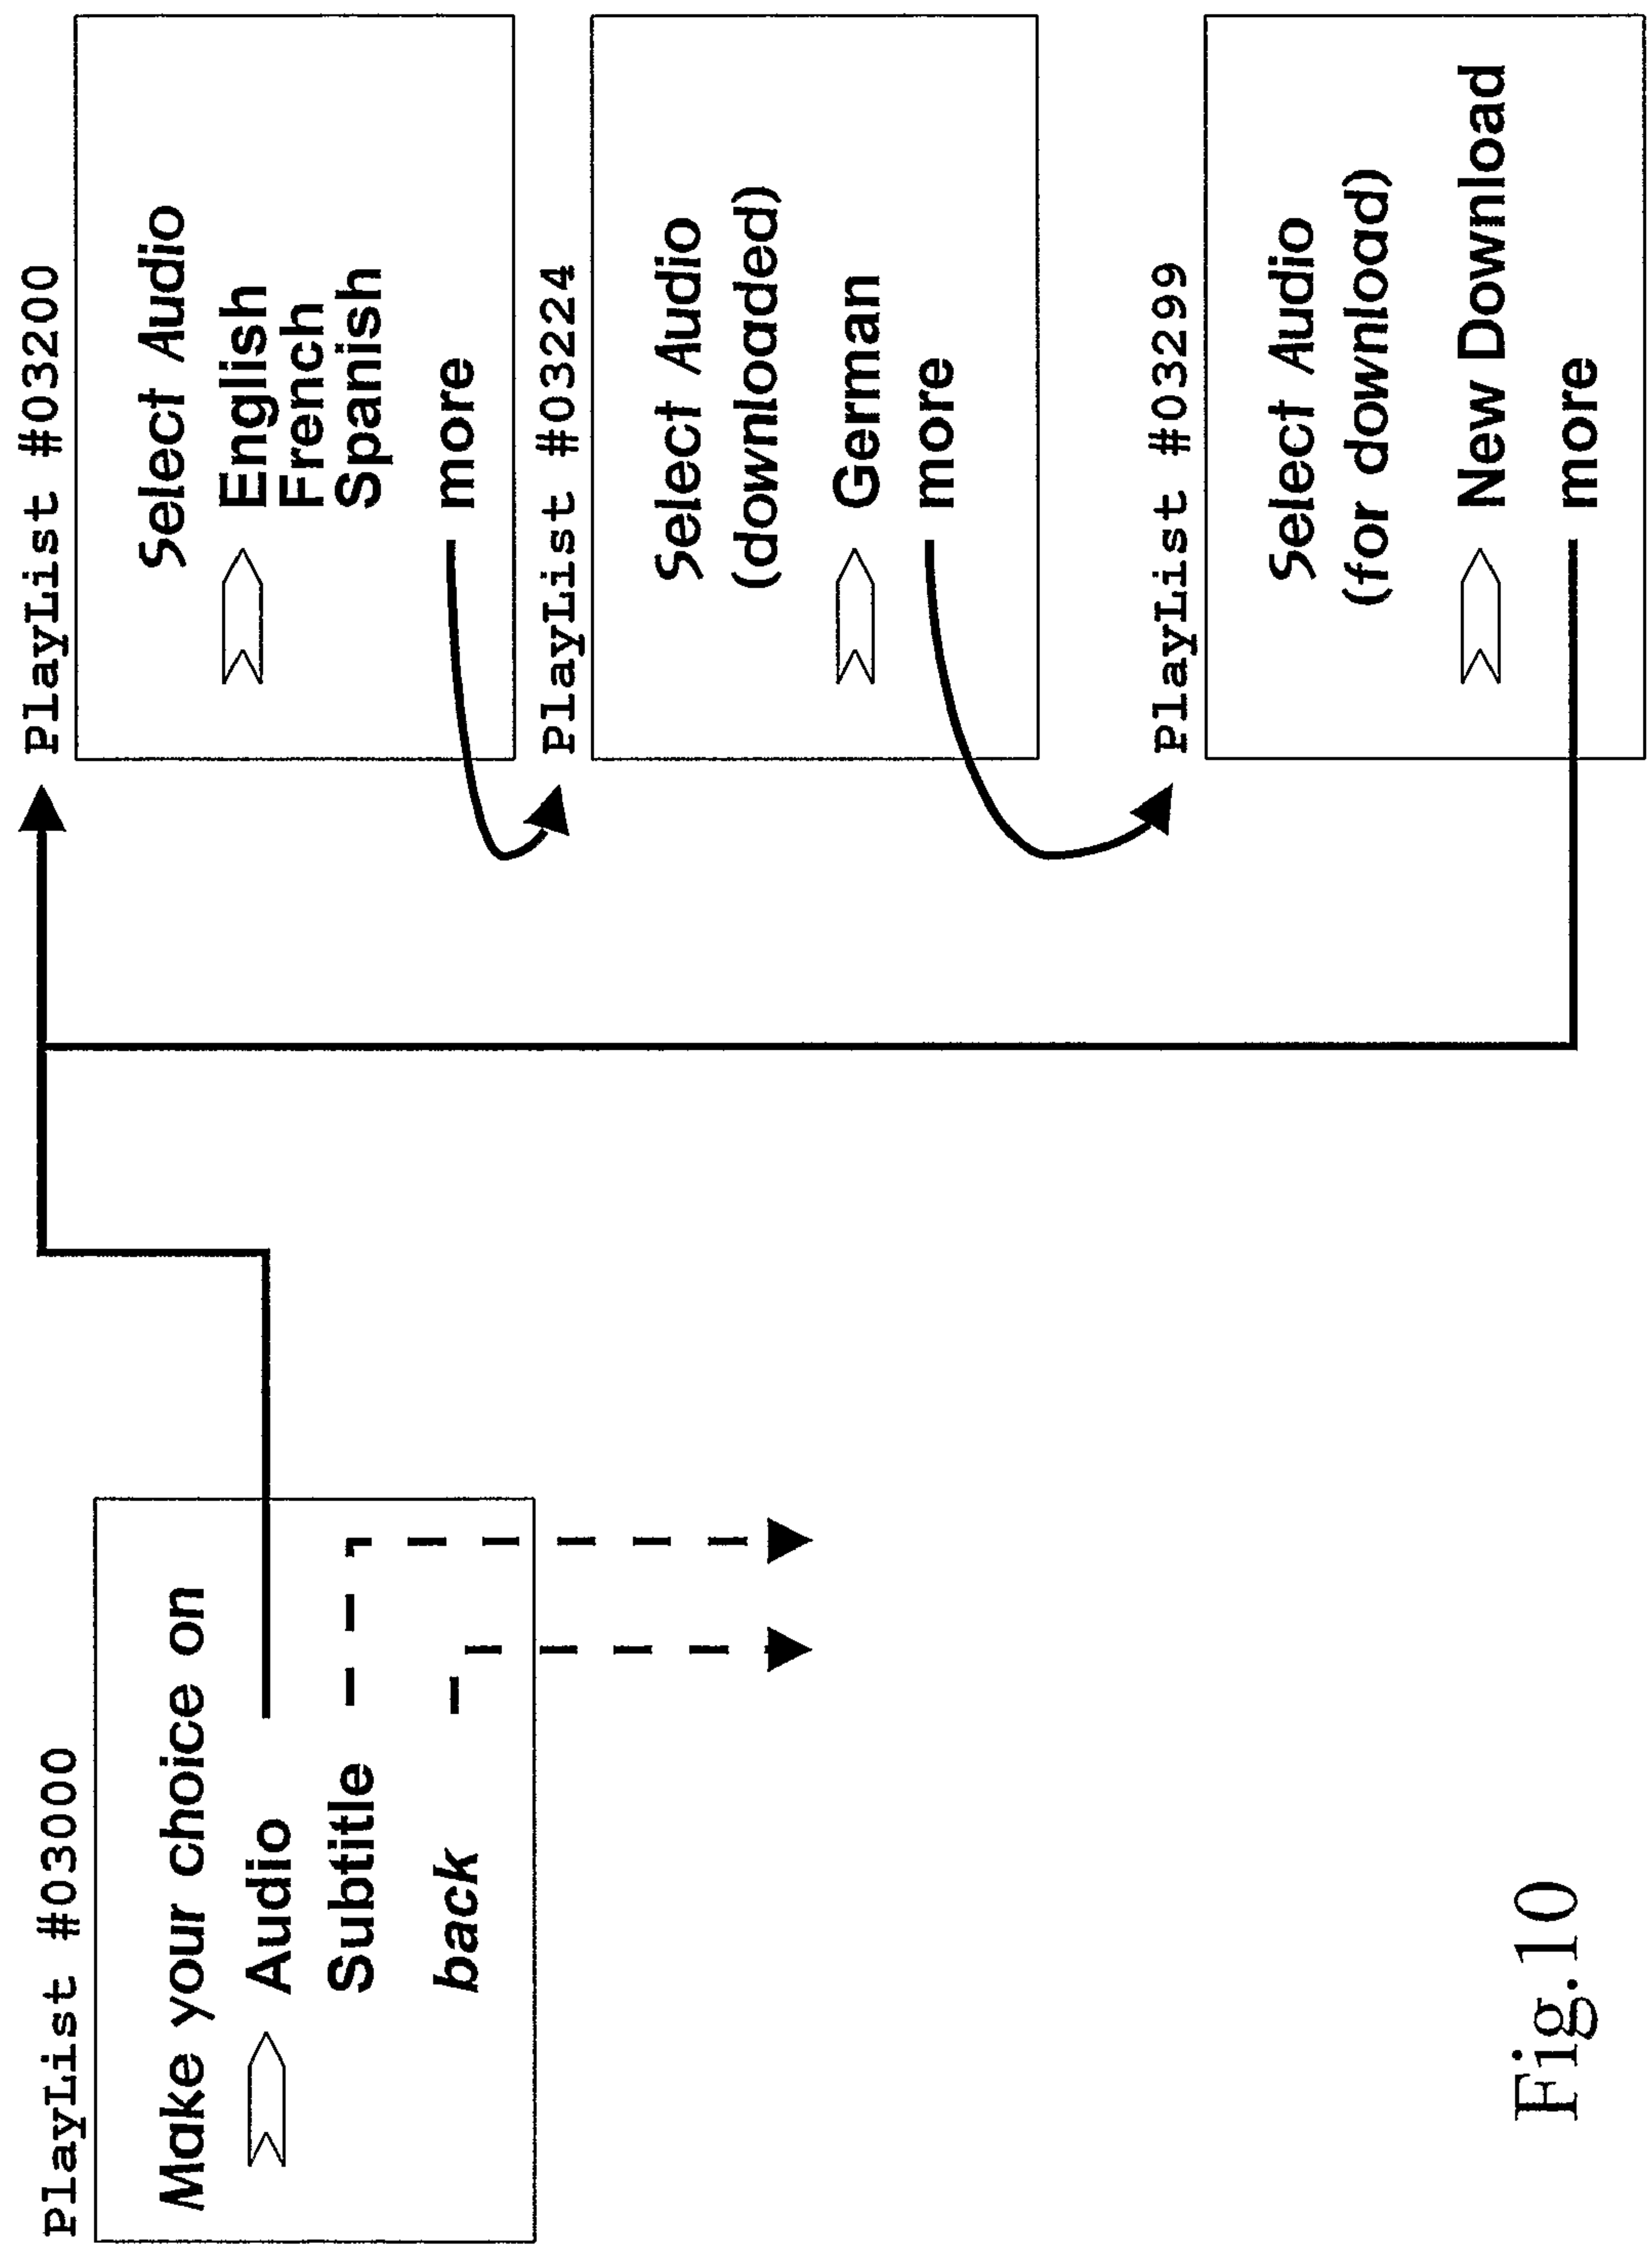 PlayList #03000
Make your choice on
Audio
Subtitle
back
PlayList #03200
Select Audio
English
French
Spanish
more
PlayList #03224
Select Audio
(downloaded)
German
more
PlayList #03299
Select Audio
(for download)
New Download
more
Fig.10